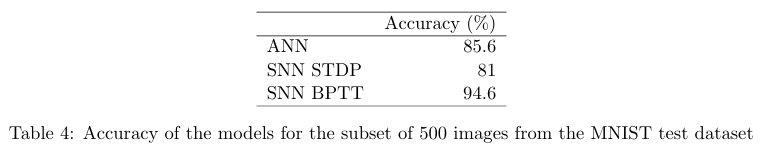 Accuracy (%)
ANN 85.6
SNN STDP 81
SNN BPTT 94.6
Table 4: Accuracy of the models for the subset of 500 images from the MNIST test dataset